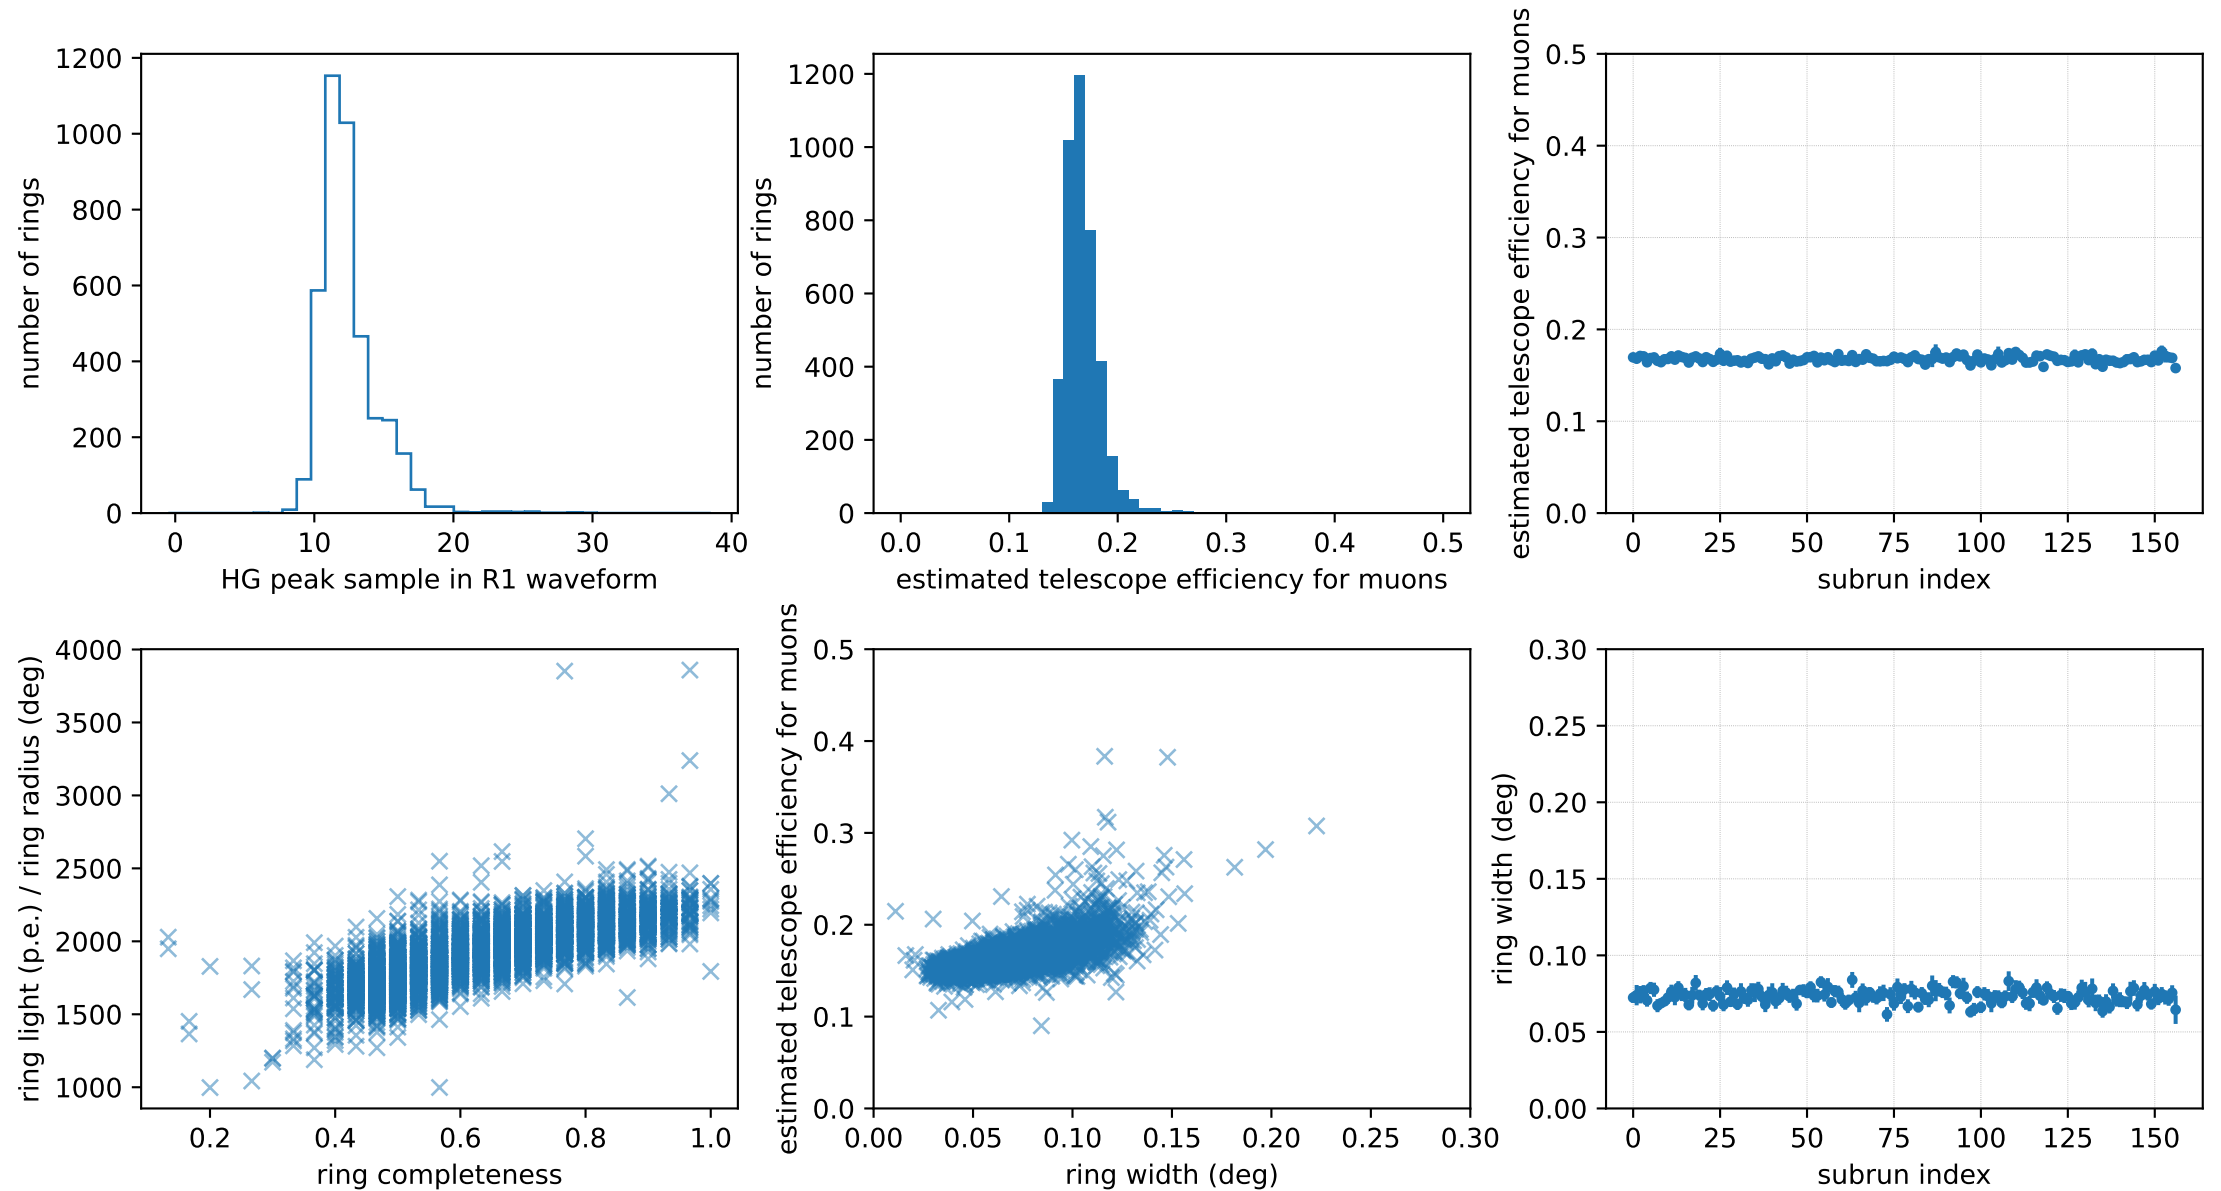 1200
1000
800
600
400
200
0
number of rings
0 10 20 30 40
HG peak sample in R1 waveform
1200
1000
800
600
400
200
0
number of rings
0.0 0.1 0.2 0.3 0.4 0.5
estimated telescope efficiency for muons
0.5
0.4
0.3
0.2
0.1
0.0
estimated telescope efficiency for muons
0 25 50 75 100 125 150
subrun index
4000
3500
3000
2500
2000
1500
1000
ring light (p.e.) / ring radius (deg)
0.2 0.4 0.6 0.8 1.0
ring completeness
0.5
0.4
0.3
0.2
0.1
0.0
estimated telescope efficiency for muons
0.00 0.05 0.10 0.15 0.20 0.25 0.30
ring width (deg)
0.30
0.25
0.20
0.15
0.10
0.05
0.00
ring width (deg)
0 25 50 75 100 125 150
subrun index